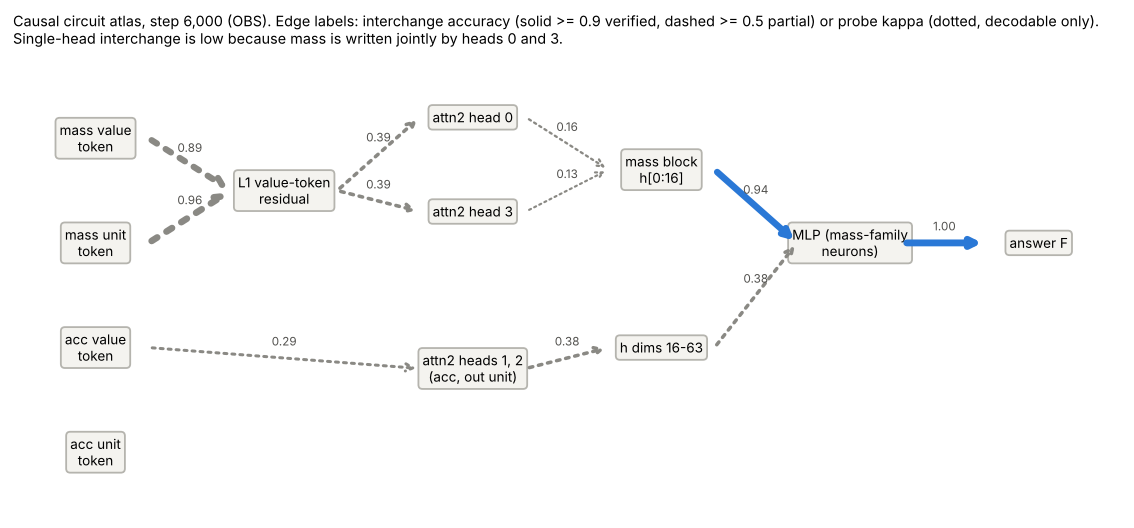 Causal circuit atlas, step 6,000 (OBS). Edge labels: interchange accuracy (solid >= 0.9 verified, dashed >= 0.5 partial) or probe kappa (dotted, decodable only).
Single-head interchange is low because mass is written jointly by heads 0 and 3.
mass value
token
0.89
mass unit
token
0.96
L1 value-token
residual
0.39
0.39
attn2 head 0
attn2 head 3
0.16
0.13
mass block
h[0:16]
0.94
MLP (mass-family
neurons)
1.00
answer F
acc value
token
0.29
attn2 heads 1, 2
(acc, out unit)
0.38
h dims 16-63
0.38
acc unit
token